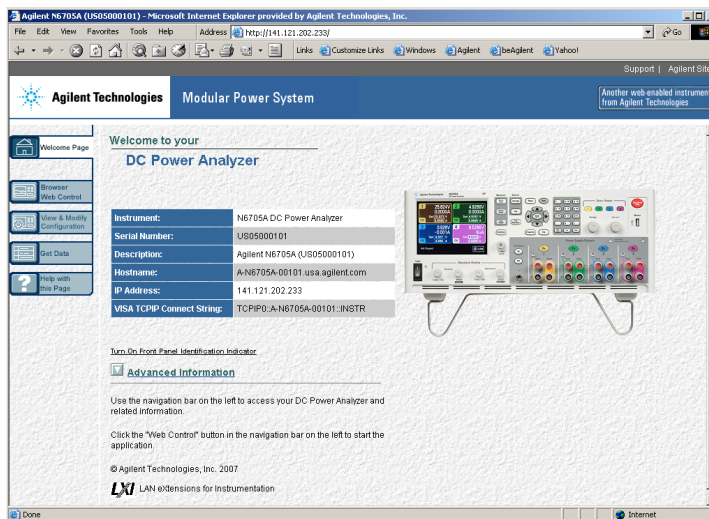 Agilent N6705A (US05000101) - Microsoft Internet Explorer provided by Agilent Technologies, Inc.
File Edit View Favorites Tools Help Address http://141.121.202.233/ Go
Links Customize Links Windows Agilent beAgilent Yahoo!
Support | Agilent Site
Agilent Technologies Modular Power System
Another web-enabled instrument
from Agilent Technologies
Welcome Page
Browser
Web Control
View & Modify
Configuration
Get Data
Help with
this Page
Welcome to your
DC Power Analyzer
Instrument: N6705A DC Power Analyzer
Serial Number: US05000101
Description: Agilent N6705A (US05000101)
Hostname: A-N6705A-00101.usa.agilent.com
IP Address: 141.121.202.233
VISA TCPIP Connect String: TCPIP0::A-N6705A-00101::INSTR
Turn On Front Panel Identification Indicator
Advanced Information
Use the navigation bar on the left to access your DC Power Analyzer and
related information.
Click the "Web Control" button in the navigation bar on the left to start the
application.
© Agilent Technologies, Inc. 2007
LXI LAN eXtensions for Instrumentation
Done Internet